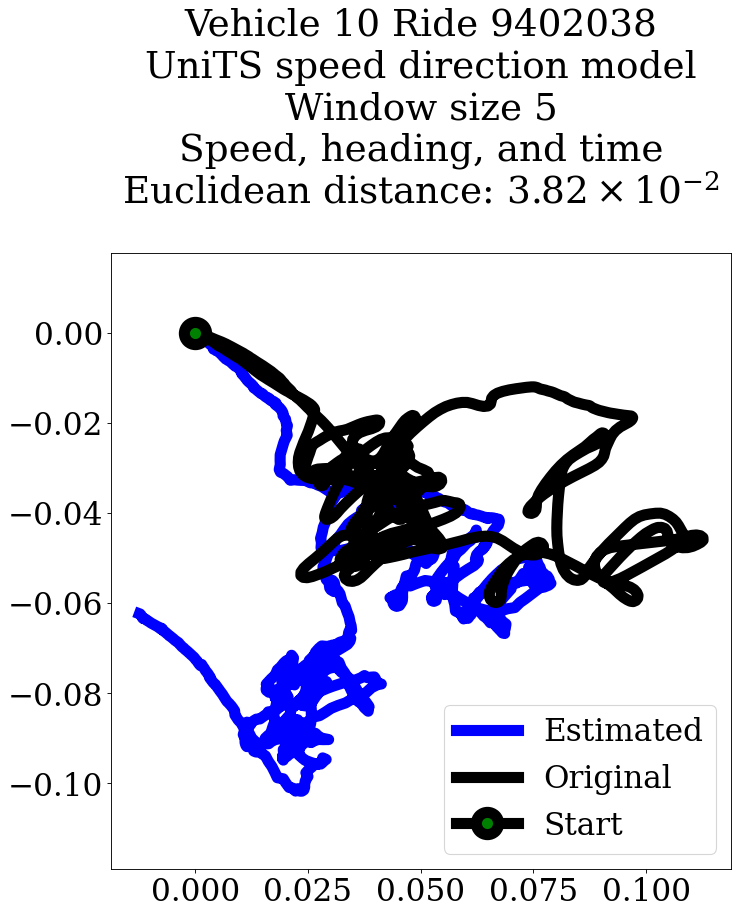 Vehicle 10 Ride 9402038
UniTS speed direction model
Window size 5
Speed, heading, and time
Euclidean distance: $3.82 \times 10^{-2}$
0.00
−0.02
−0.04
−0.06
−0.08
−0.10
Estimated
Original
Start
0.000 0.025 0.050 0.075 0.100